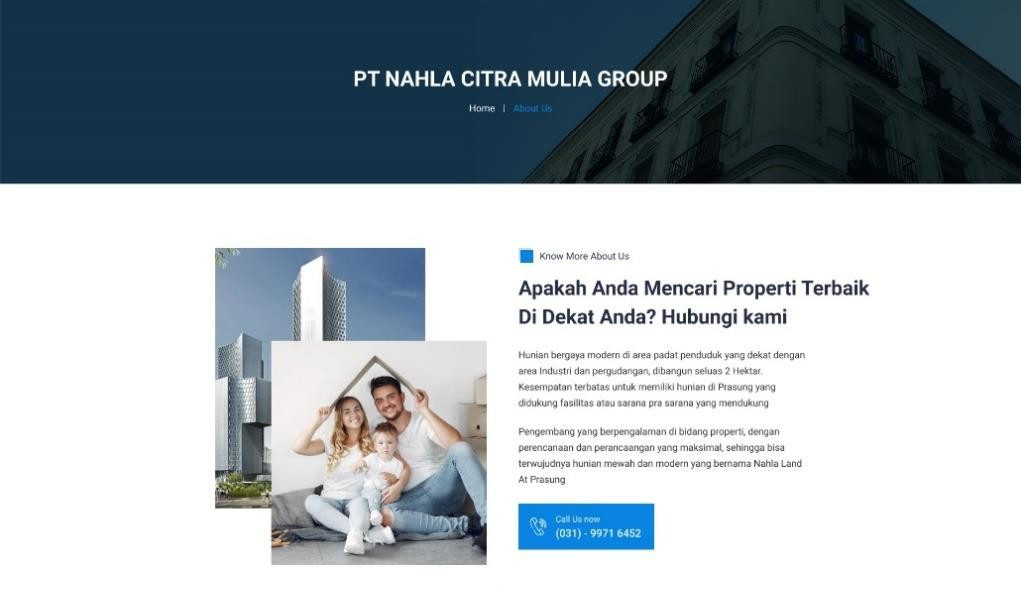 PT NAHLA CITRA MULIA GROUP
Home | About Us
Know More About Us
Apakah Anda Mencari Properti Terbaik
Di Dekat Anda? Hubungi kami
Hunian bergaya modern di area padat penduduk yang dekat dengan
area Industri dan pergudangan, dibangun seluas 2 Hektar.
Kesempatan terbatas untuk memiliki hunian di Prasung yang
didukung fasilitas atau sarana pra sarana yang mendukung
Pengembang yang berpengalaman di bidang properti, dengan
perencanaan dan perancaangan yang maksimal, sehingga bisa
terwujudnya hunian mewah dan modern yang bernama Nahla Land
At Prasung
Call Us now
(031) - 9971 6452